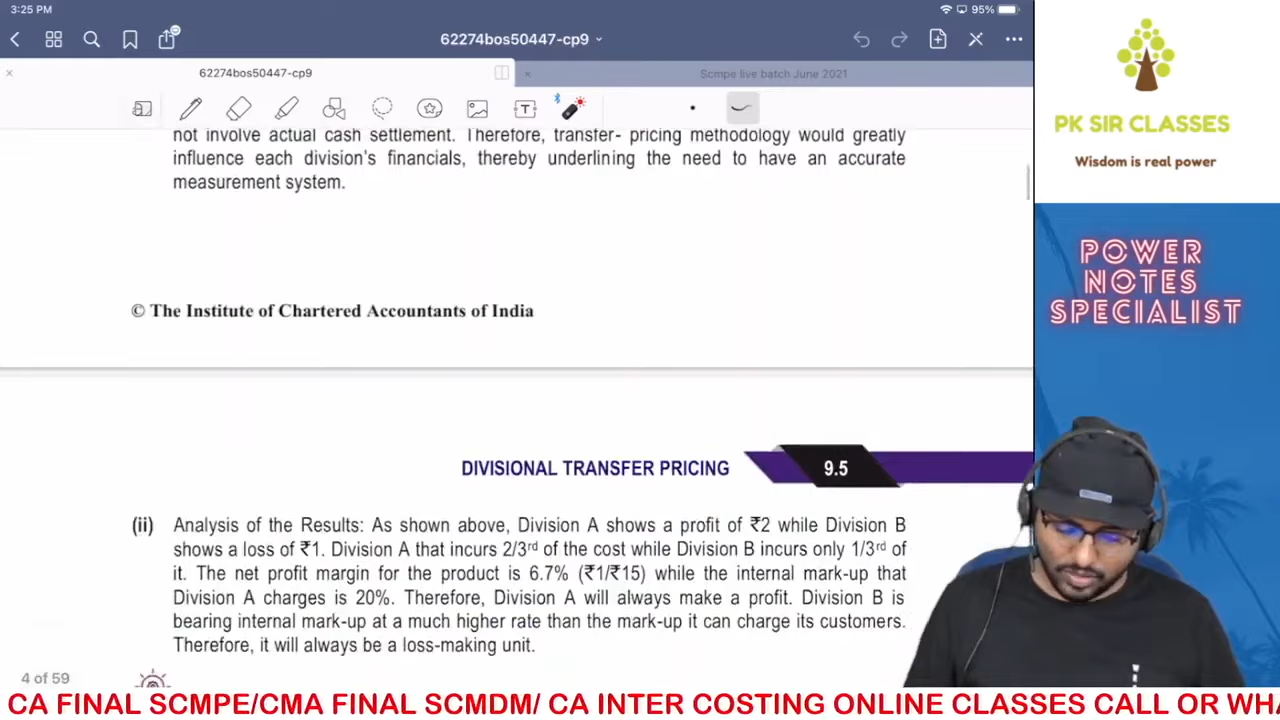 3:25 PM
95%
62274bos50447-cp9
62274bos50447-cp9
Scmpe live batch June 2021
not involve actual cash settlement. Therefore, transfer- pricing methodology would greatly
influence each division's financials, thereby underlining the need to have an accurate
measurement system.
© The Institute of Chartered Accountants of India
DIVISIONAL TRANSFER PRICING
9.5
(ii) Analysis of the Results: As shown above, Division A shows a profit of ₹2 while Division B
shows a loss of ₹1. Division A that incurs 2/3rd of the cost while Division B incurs only 1/3rd of
it. The net profit margin for the product is 6.7% (₹1/₹15) while the internal mark-up that
Division A charges is 20%. Therefore, Division A will always make a profit. Division B is
bearing internal mark-up at a much higher rate than the mark-up it can charge its customers.
Therefore, it will always be a loss-making unit.
4 of 59
PK SIR CLASSES
Wisdom is real power
POWER
NOTES
SPECIALIST
CA FINAL SCMPE/CMA FINAL SCMDM/ CA INTER COSTING ONLINE CLASSES CALL OR WHA